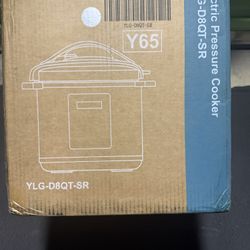 YLG-D8QT-SR
Y65
ctric Pressure Cooker
G-D8QT-SR
YLG-D8QT-SR